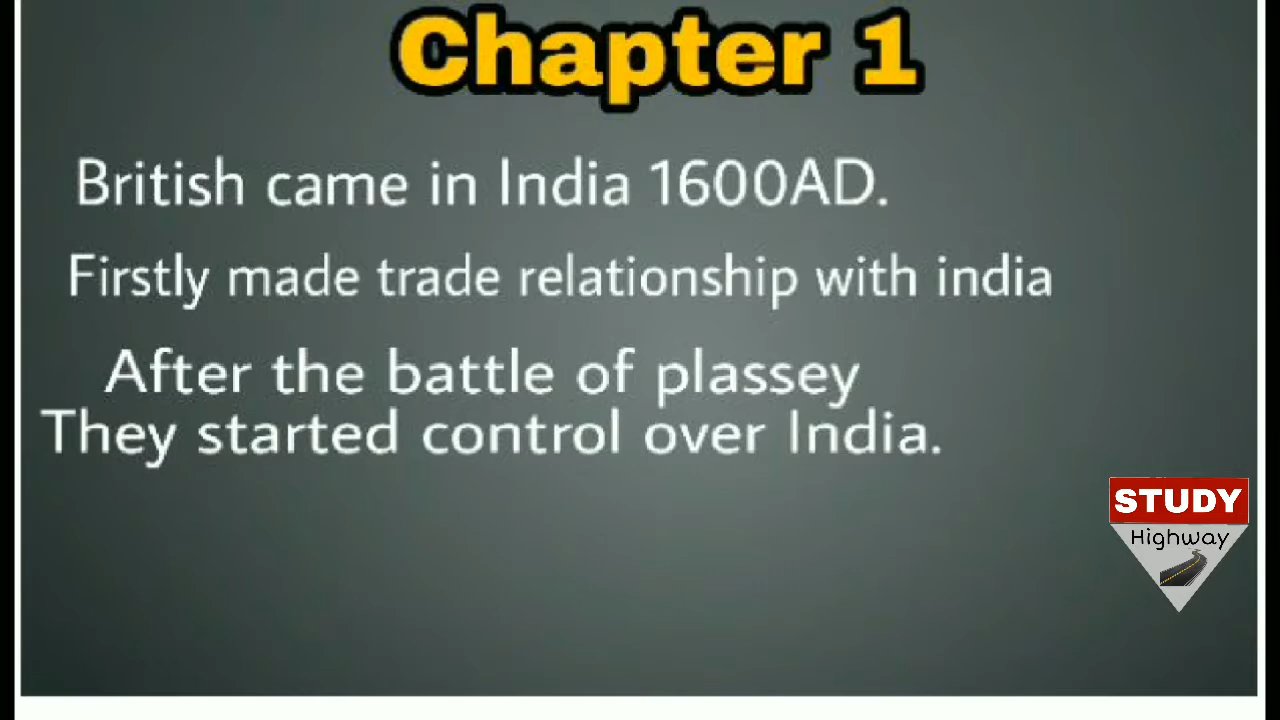 Chapter 1
British came in India 1600AD.
Firstly made trade relationship with india
After the battle of plassey
They started control over India.
STUDY
Highway